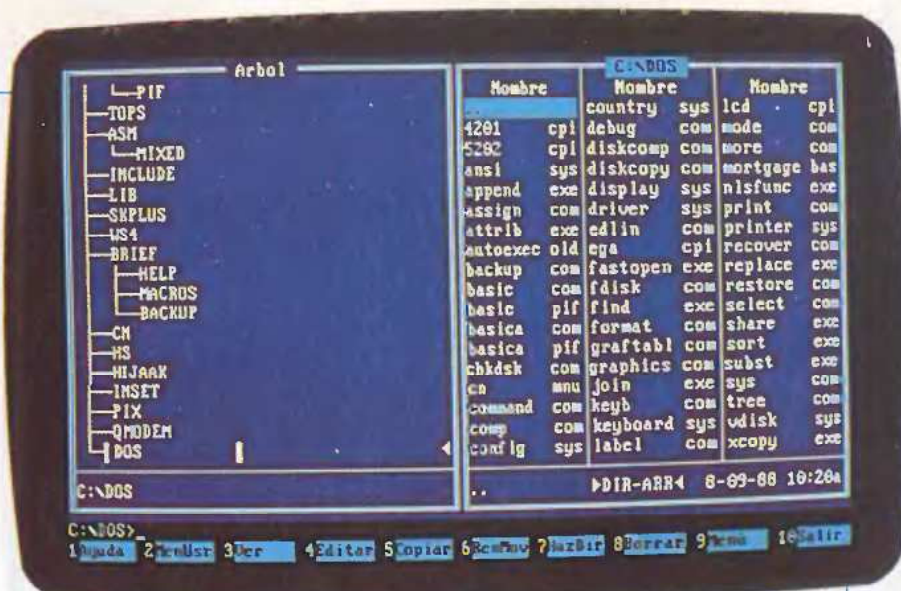 Arbol
PIF
TOPS
ASM
MIXED
INCLUDE
LIB
SKPLUS
WS4
BRIEF
HELP
MACROS
BACKUP
CM
MS
HIJAAK
INSET
PIX
QMODEM
DOS
C:\DOS
C:\DOS
Nombre Nombre Nombre
.. country sys lcd cpi
4201 cpi debug com mode com
5202 cpi diskcomp com more com
ansi sys diskcopy com mortgage bas
append exe display sys nlsfunc exe
assign com driver sys print com
attrib exe edlin com printer sys
autoexec old ega cpi recover com
backup com fastopen exe replace exe
basic com fdisk com restore com
basic pif find exe select com
basica com format com share exe
basica pif graftabl com sort exe
chkdsk com graphics com subst exe
cn mnu join exe sys com
command com keyb com tree com
comp com keyboard sys vdisk sys
config sys label com xcopy exe
.. ►DIR-ARR◄ 8-09-88 10:20a
C:\DOS>_
1Ayuda 2MenUsr 3Ver 4Editar 5Copiar 6RenMov 7HazDir 8Borrar 9Menú 10Salir